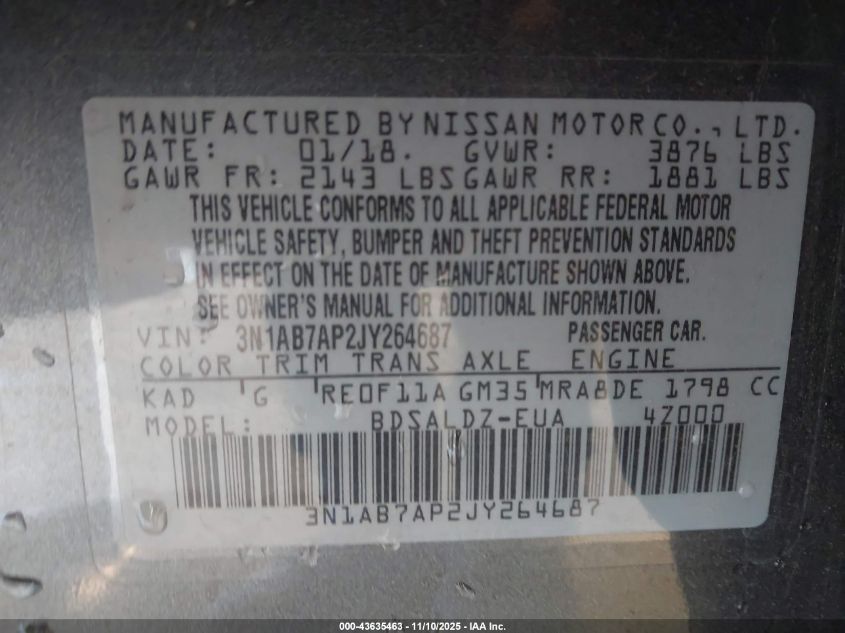 MANUFACTURED BY NISSAN MOTOR CO., LTD.
DATE: 01/18. GVWR: 3876 LBS
GAWR FR: 2143 LBS GAWR RR: 1881 LBS
THIS VEHICLE CONFORMS TO ALL APPLICABLE FEDERAL MOTOR
VEHICLE SAFETY, BUMPER AND THEFT PREVENTION STANDARDS
IN EFFECT ON THE DATE OF MANUFACTURE SHOWN ABOVE.
SEE OWNER'S MANUAL FOR ADDITIONAL INFORMATION.
VIN: 3N1AB7AP2JY264687 PASSENGER CAR.
COLOR TRIM TRANS AXLE ENGINE
KAD G RE0F11A GM35 MRA8DE 1798 CC
MODEL: BDSALDZ-EUA 4Z000
3N1AB7AP2JY264687
000-43635463 - 11/10/2025 - IAA Inc.